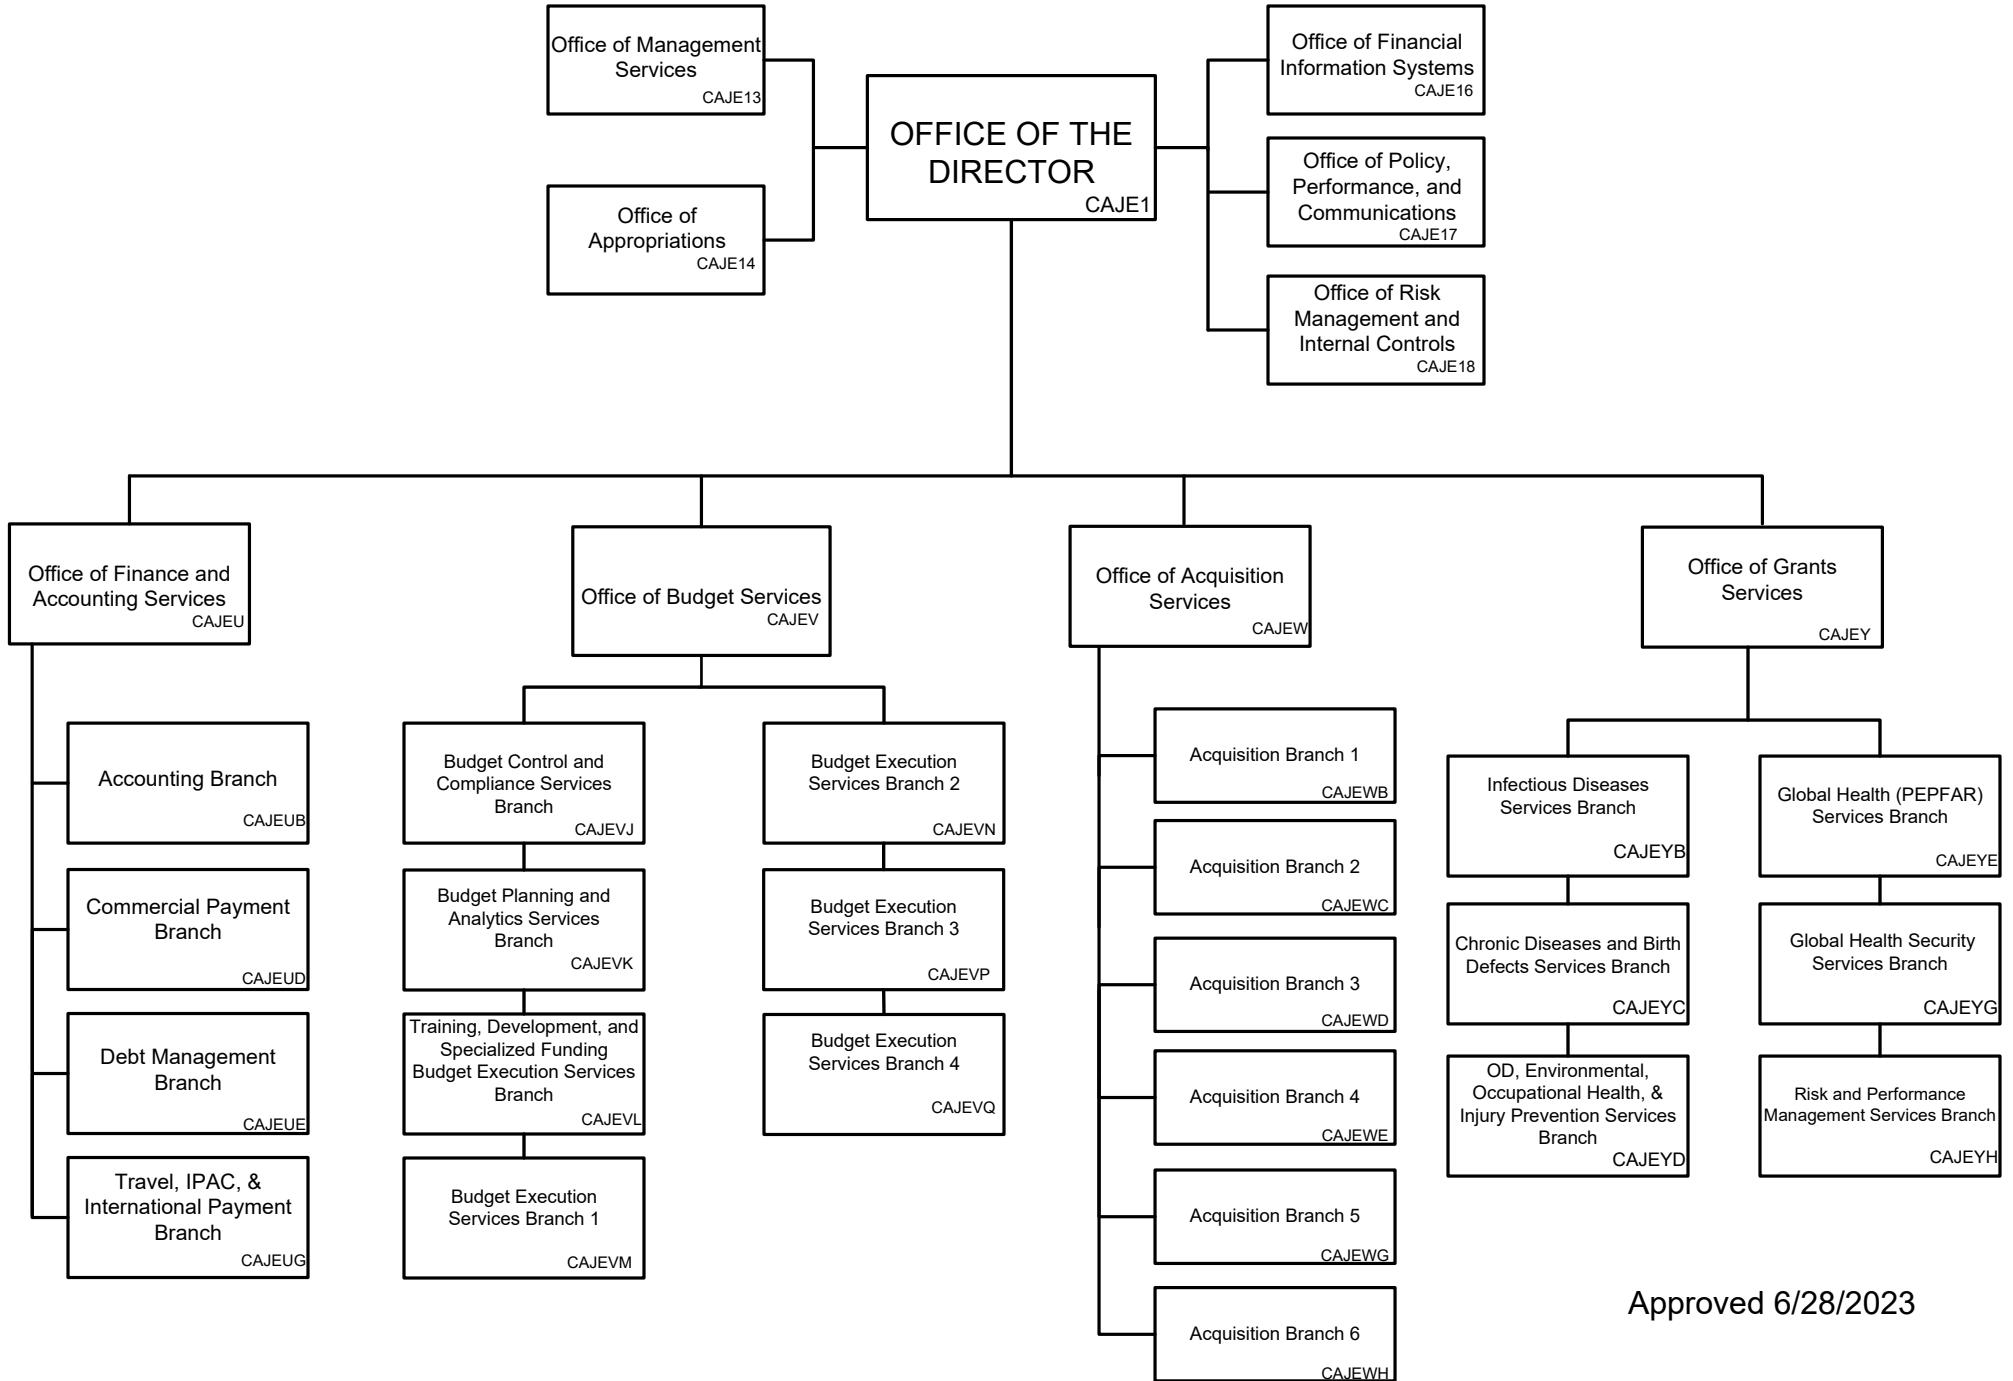 Office of Management
Services
CAJE13
Office of
Appropriations
CAJE14
OFFICE OF THE
DIRECTOR
CAJE1
Office of Financial
Information Systems
CAJE16
Office of Policy,
Performance, and
Communications
CAJE17
Office of Risk
Management and
Internal Controls
CAJE18
Office of Finance and
Accounting Services
CAJEU
Accounting Branch
CAJEUB
Commercial Payment
Branch
CAJEUD
Debt Management
Branch
CAJEUE
Travel, IPAC, &
International Payment
Branch
CAJEUG
Office of Budget Services
CAJEV
Budget Control and
Compliance Services
Branch
CAJEVJ
Budget Planning and
Analytics Services
Branch
CAJEVK
Training, Development, and
Specialized Funding
Budget Execution Services
Branch
CAJEVL
Budget Execution
Services Branch 1
CAJEVM
Budget Execution
Services Branch 2
CAJEVN
Budget Execution
Services Branch 3
CAJEVP
Budget Execution
Services Branch 4
CAJEVQ
Office of Acquisition
Services
CAJEW
Acquisition Branch 1
CAJEWB
Acquisition Branch 2
CAJEWC
Acquisition Branch 3
CAJEWD
Acquisition Branch 4
CAJEWE
Acquisition Branch 5
CAJEWG
Acquisition Branch 6
CAJEWH
Office of Grants
Services
CAJEY
Infectious Diseases
Services Branch
CAJEYB
Chronic Diseases and Birth
Defects Services Branch
CAJEYC
OD, Environmental,
Occupational Health, &
Injury Prevention Services
Branch
CAJEYD
Global Health (PEPFAR)
Services Branch
CAJEYE
Global Health Security
Services Branch
CAJEYG
Risk and Performance
Management Services Branch
CAJEYH
Approved 6/28/2023